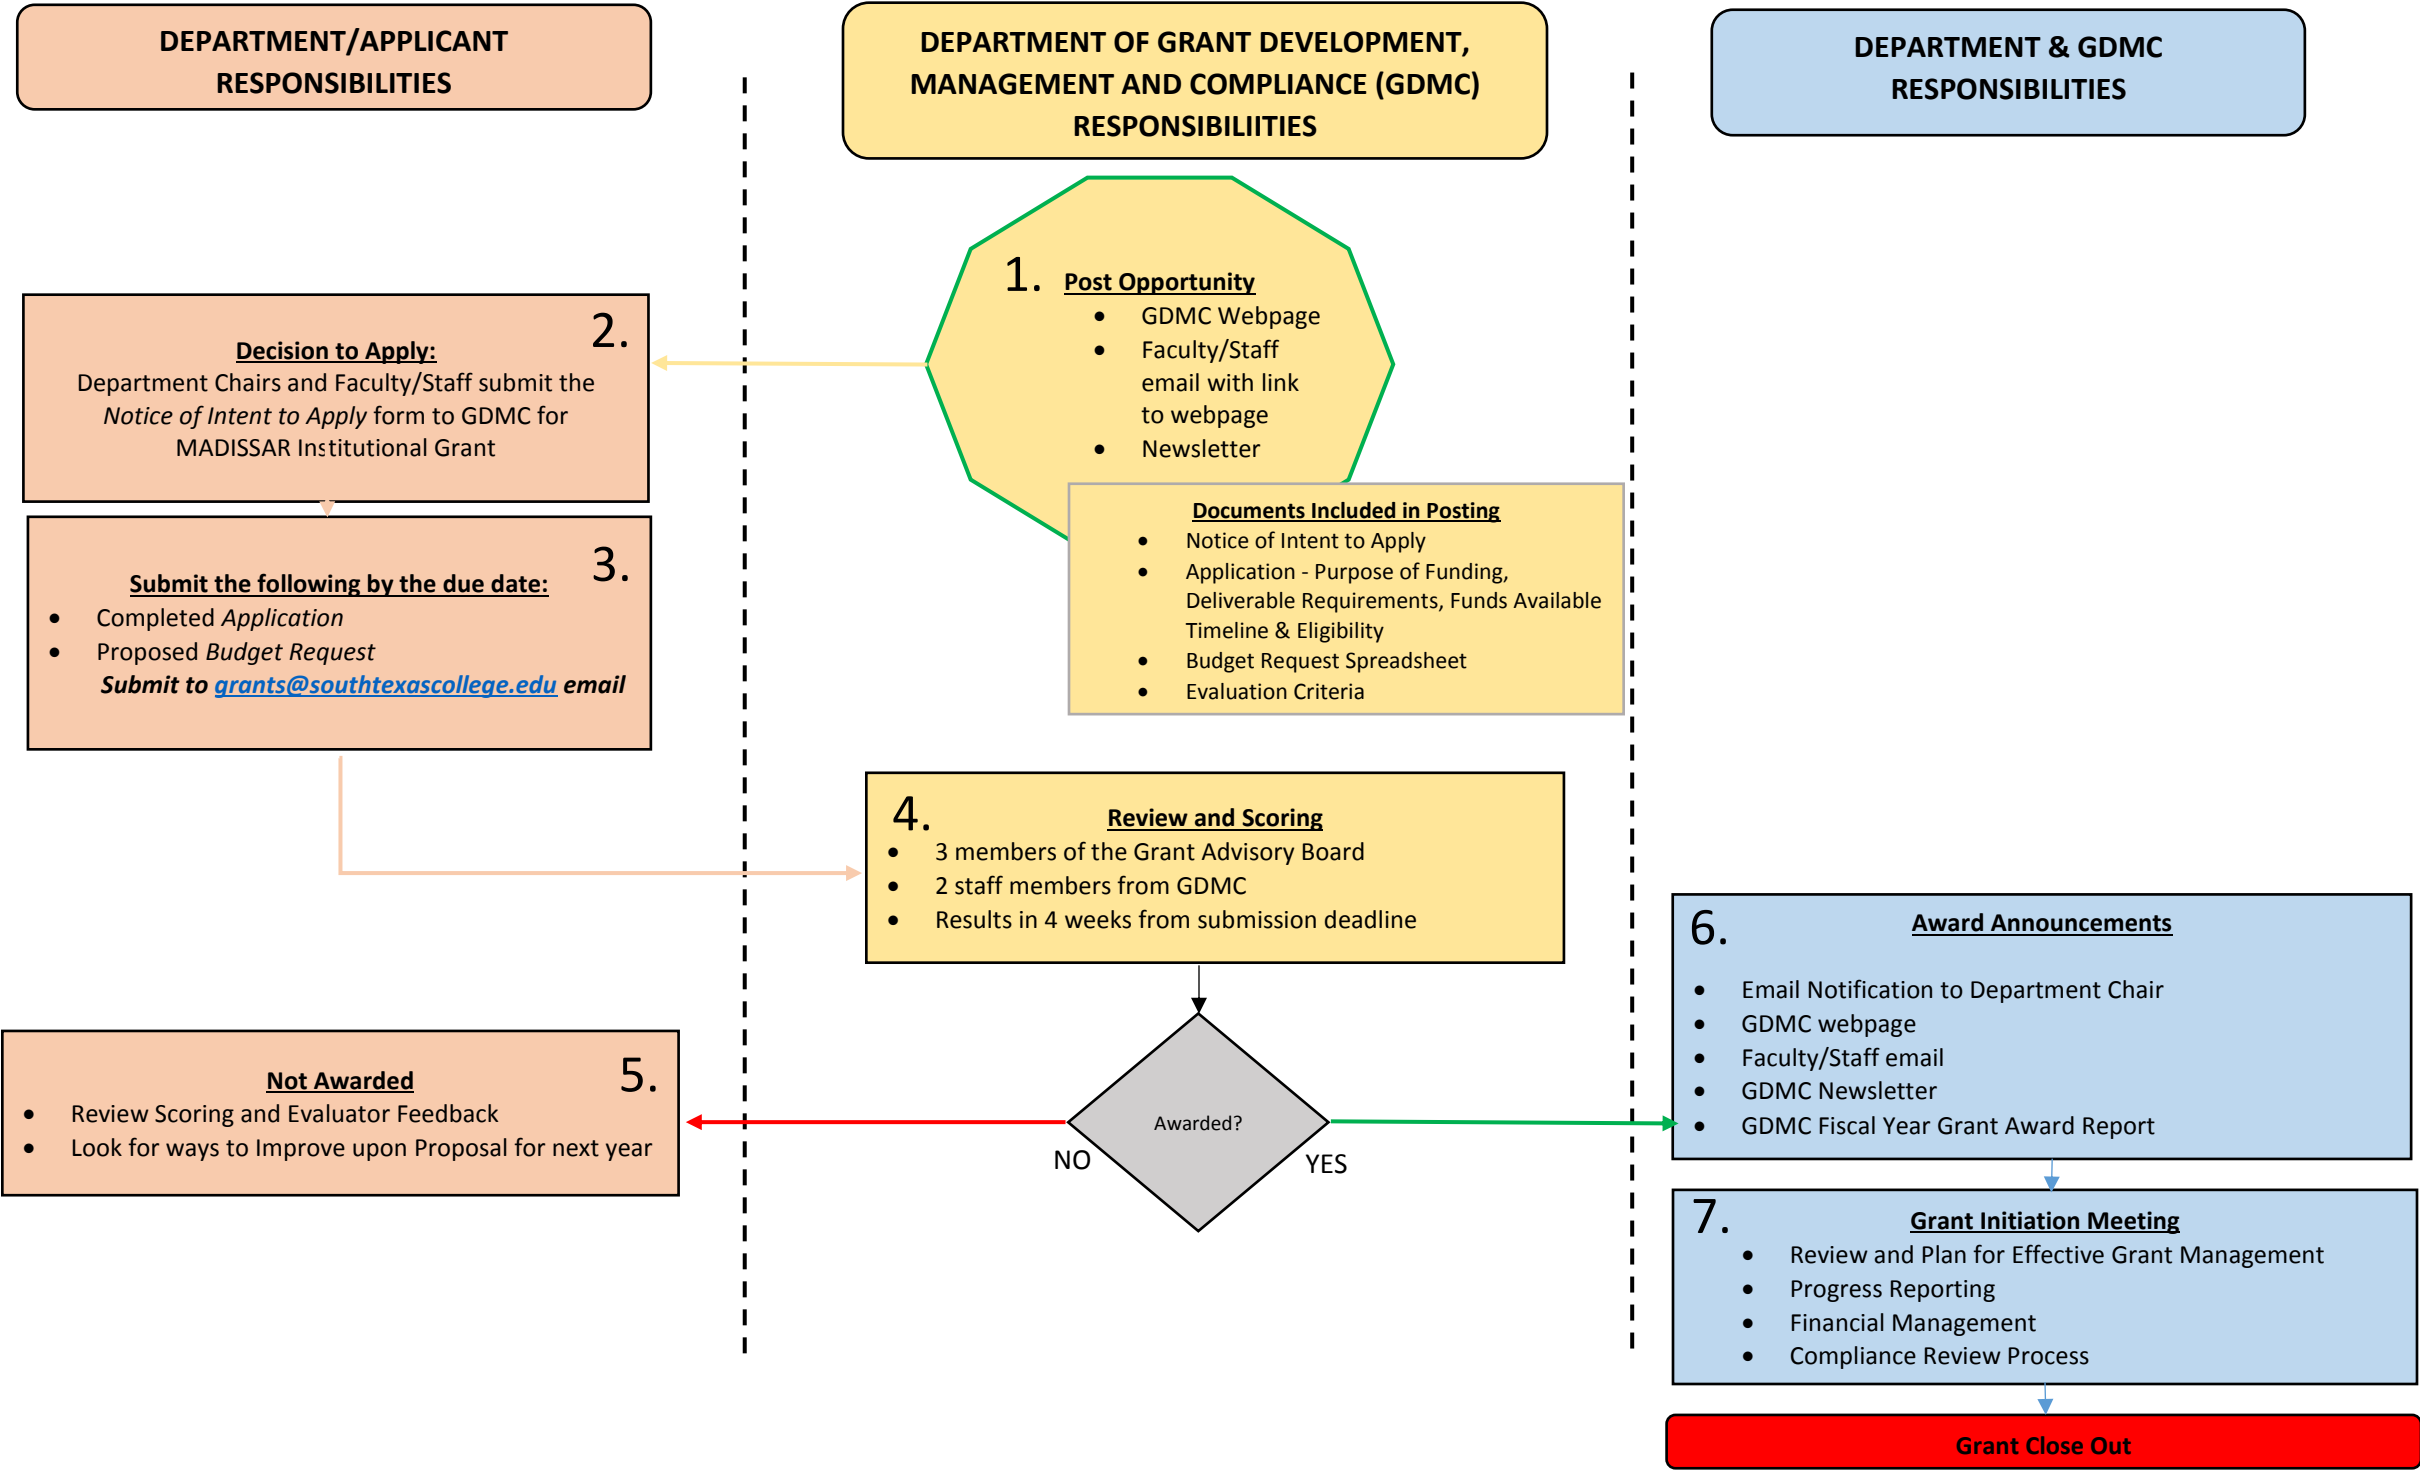 DEPARTMENT/APPLICANT
RESPONSIBILITIES
DEPARTMENT OF GRANT DEVELOPMENT,
MANAGEMENT AND COMPLIANCE (GDMC)
RESPONSIBILIITIES
DEPARTMENT & GDMC
RESPONSIBILITIES
1. Post Opportunity
• GDMC Webpage
• Faculty/Staff
email with link
to webpage
• Newsletter
Documents Included in Posting
• Notice of Intent to Apply
• Application - Purpose of Funding,
Deliverable Requirements, Funds Available
Timeline & Eligibility
• Budget Request Spreadsheet
• Evaluation Criteria
2.
Decision to Apply:
Department Chairs and Faculty/Staff submit the
Notice of Intent to Apply form to GDMC for
MADISSAR Institutional Grant
3.
Submit the following by the due date:
• Completed Application
• Proposed Budget Request
Submit to grants@southtexascollege.edu email
4. Review and Scoring
• 3 members of the Grant Advisory Board
• 2 staff members from GDMC
• Results in 4 weeks from submission deadline
Awarded?
NO
YES
5.
Not Awarded
• Review Scoring and Evaluator Feedback
• Look for ways to Improve upon Proposal for next year
6. Award Announcements
• Email Notification to Department Chair
• GDMC webpage
• Faculty/Staff email
• GDMC Newsletter
• GDMC Fiscal Year Grant Award Report
7. Grant Initiation Meeting
• Review and Plan for Effective Grant Management
• Progress Reporting
• Financial Management
• Compliance Review Process
Grant Close Out